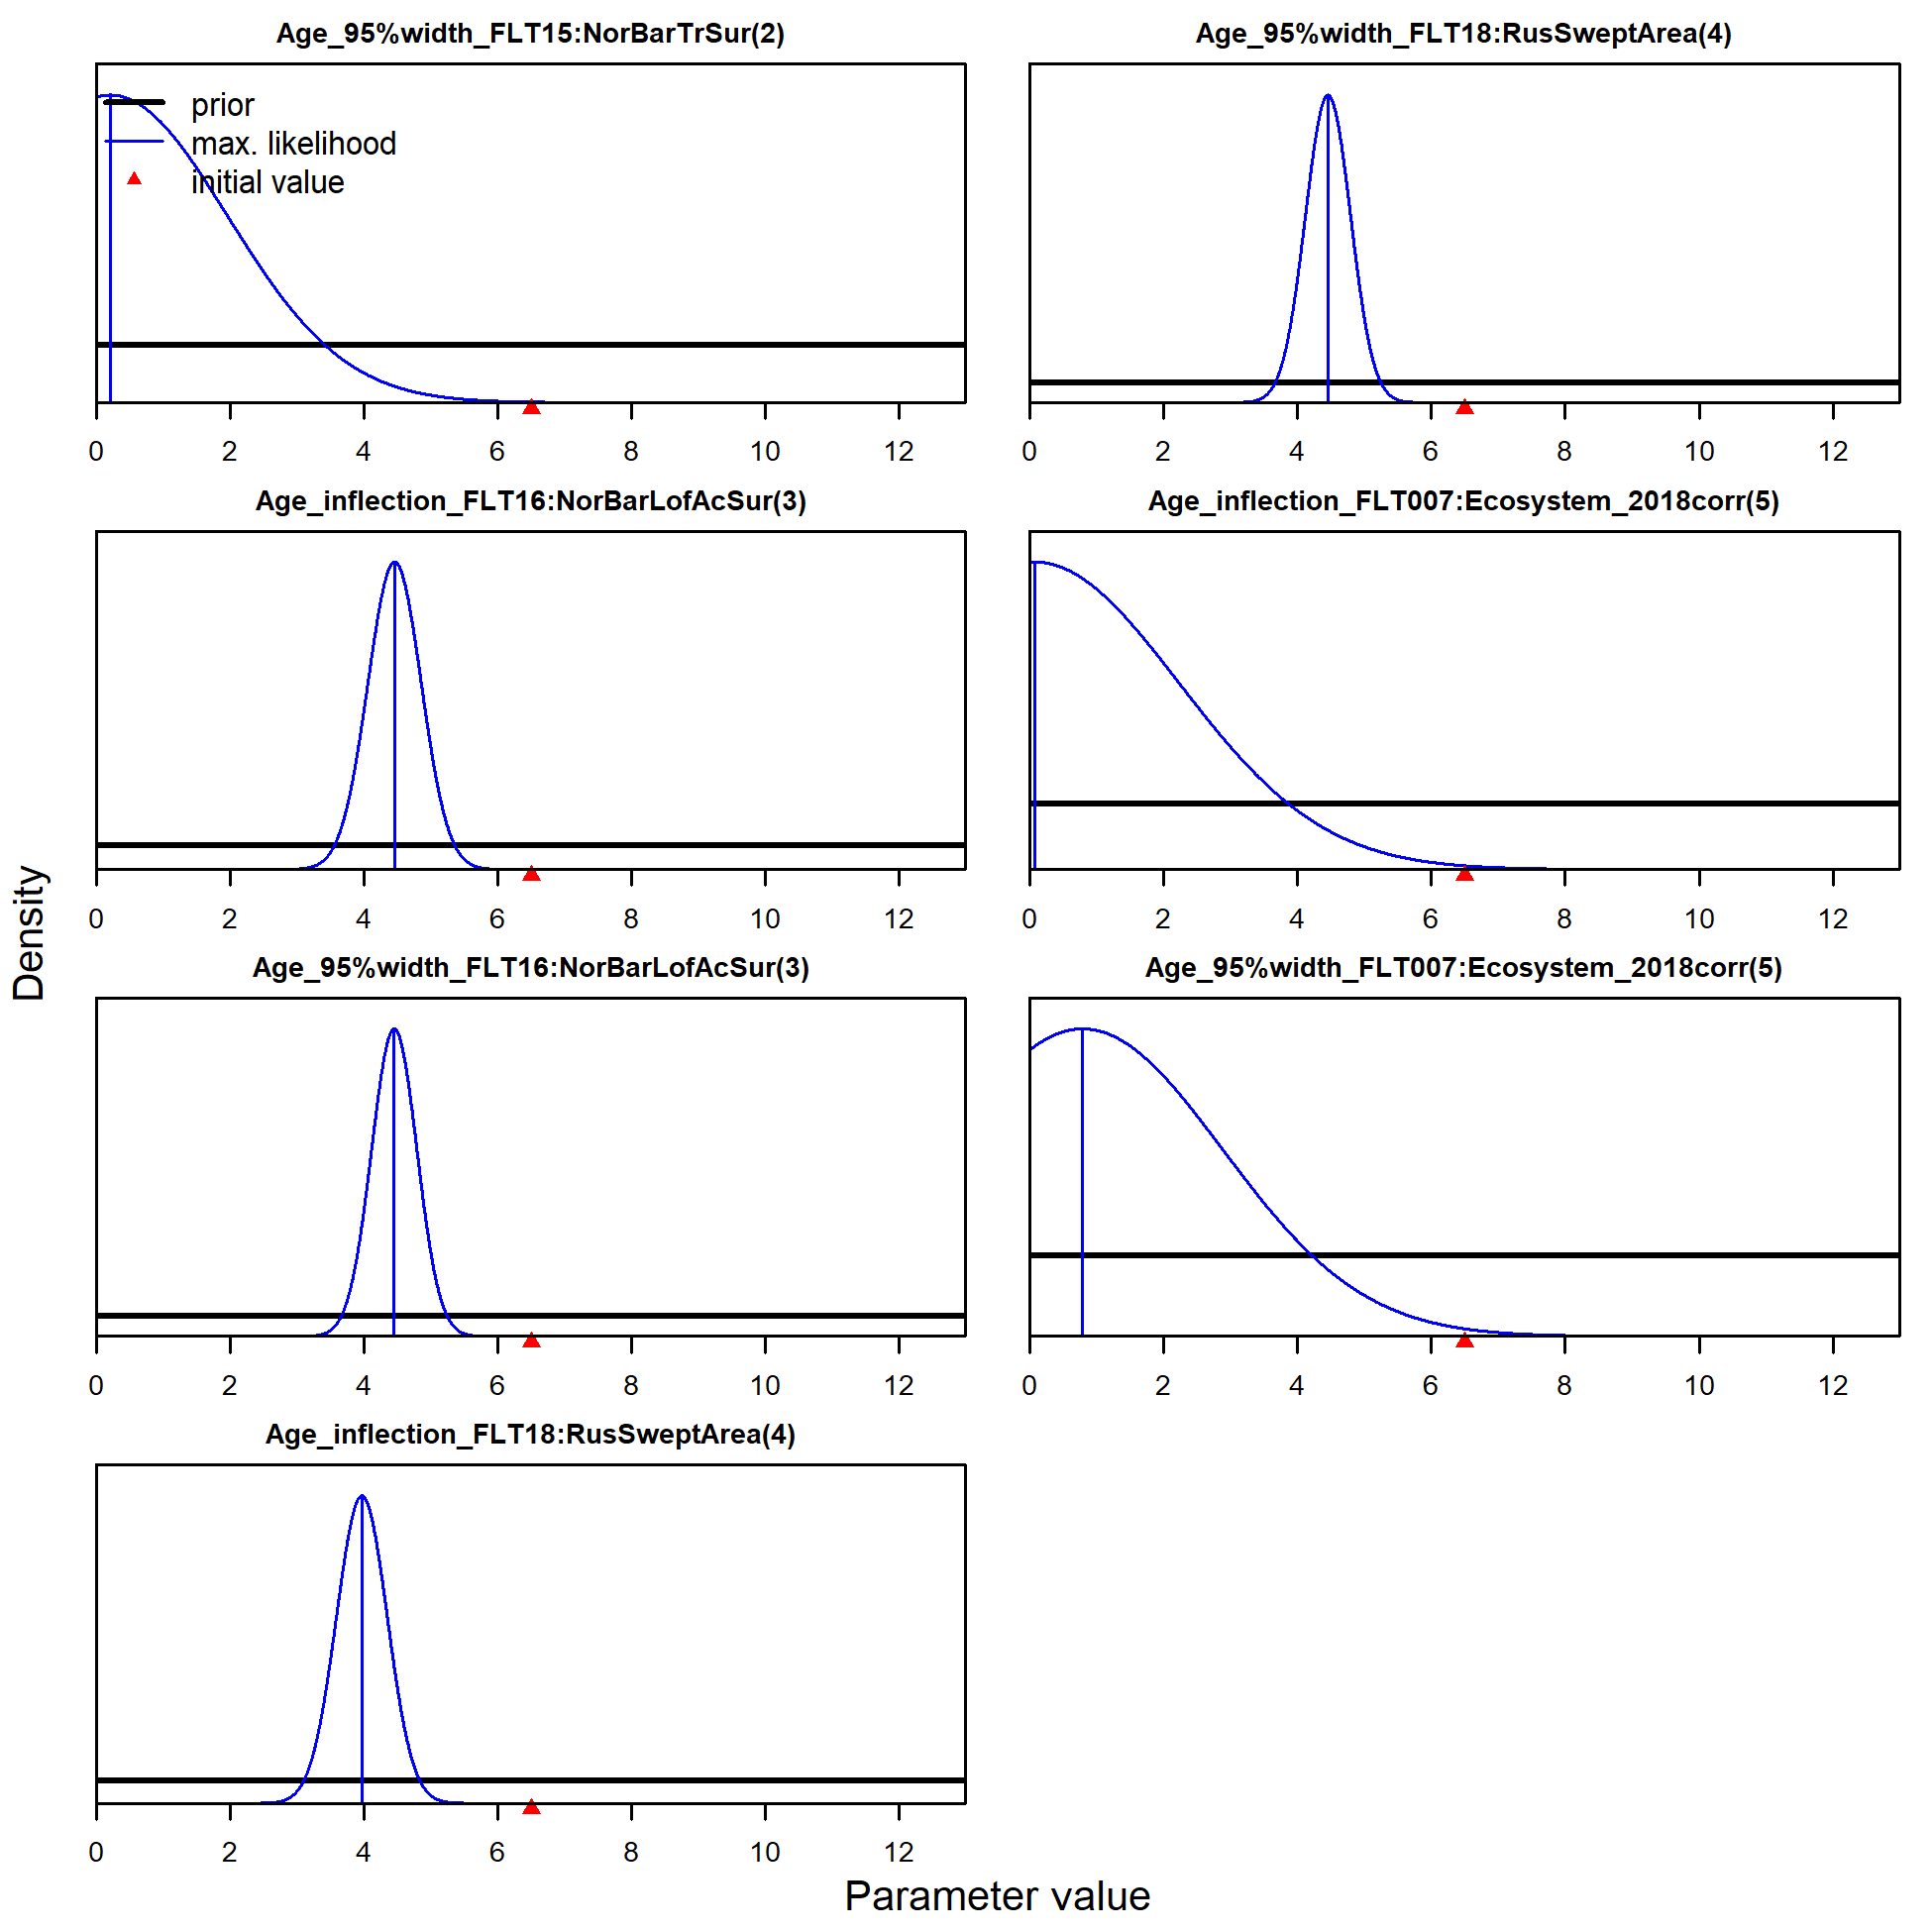 Age_95%width_FLT15:NorBarTrSur(2)
prior
max. likelihood
initial value
0 2 4 6 8 10 12
Age_95%width_FLT18:RusSweptArea(4)
0 2 4 6 8 10 12
Age_inflection_FLT16:NorBarLofAcSur(3)
0 2 4 6 8 10 12
Age_inflection_FLT007:Ecosystem_2018corr(5)
0 2 4 6 8 10 12
Age_95%width_FLT16:NorBarLofAcSur(3)
0 2 4 6 8 10 12
Age_95%width_FLT007:Ecosystem_2018corr(5)
0 2 4 6 8 10 12
Age_inflection_FLT18:RusSweptArea(4)
0 2 4 6 8 10 12
Density
Parameter value